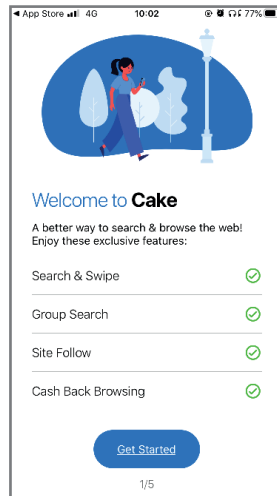 App Store 4G 10:02 77%
Welcome to Cake
A better way to search & browse the web!
Enjoy these exclusive features:
Search & Swipe
Group Search
Site Follow
Cash Back Browsing
Get Started
1/5